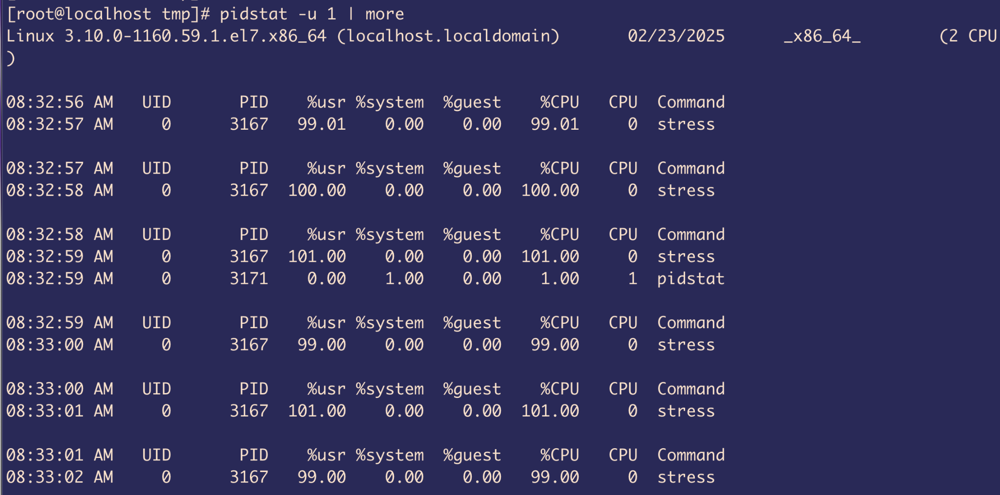 [root@localhost tmp]# pidstat -u 1 | more
Linux 3.10.0-1160.59.1.el7.x86_64 (localhost.localdomain)       02/23/2025      _x86_64_        (2 CPU
)

08:32:56 AM   UID       PID    %usr %system  %guest    %CPU   CPU  Command
08:32:57 AM     0      3167   99.01    0.00    0.00   99.01     0  stress

08:32:57 AM   UID       PID    %usr %system  %guest    %CPU   CPU  Command
08:32:58 AM     0      3167  100.00    0.00    0.00  100.00     0  stress

08:32:58 AM   UID       PID    %usr %system  %guest    %CPU   CPU  Command
08:32:59 AM     0      3167  101.00    0.00    0.00  101.00     0  stress
08:32:59 AM     0      3171    0.00    1.00    0.00    1.00     1  pidstat

08:32:59 AM   UID       PID    %usr %system  %guest    %CPU   CPU  Command
08:33:00 AM     0      3167   99.00    0.00    0.00   99.00     0  stress

08:33:00 AM   UID       PID    %usr %system  %guest    %CPU   CPU  Command
08:33:01 AM     0      3167  101.00    0.00    0.00  101.00     0  stress

08:33:01 AM   UID       PID    %usr %system  %guest    %CPU   CPU  Command
08:33:02 AM     0      3167   99.00    0.00    0.00   99.00     0  stress